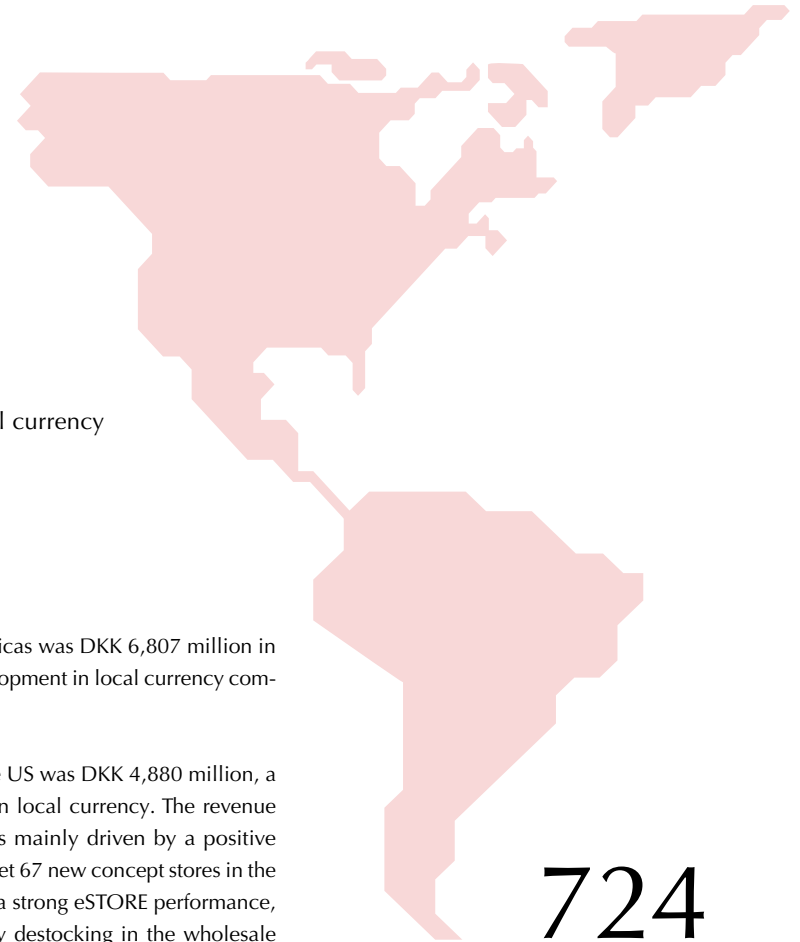 l currency
icas was DKK 6,807 million in
opment in local currency com-
US was DKK 4,880 million, a
n local currency. The revenue
s mainly driven by a positive
et 67 new concept stores in the
a strong eSTORE performance,
y destocking in the wholesale
724